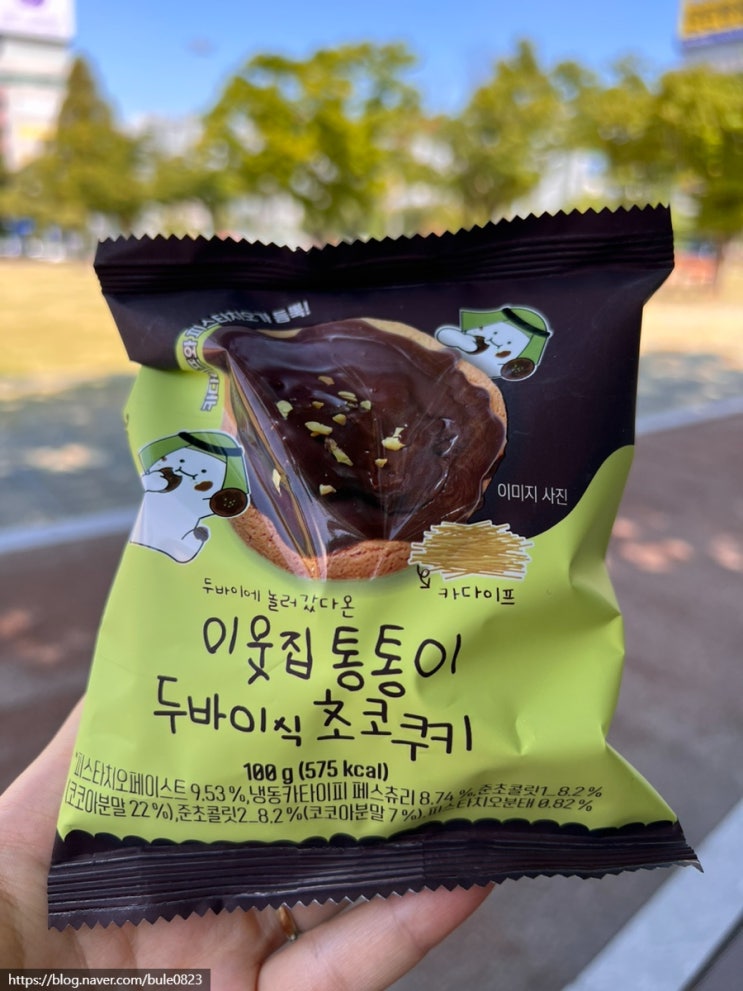 이미지 사진
카다이프
두바이에 놀러 갔다 온
이웃집 통통이
두바이식 초코쿠키
100 g (575 kcal)
*피스타치오페이스트 9.53 %, 냉동카타이피 페스츄리 8.74 %, 준초콜릿1_8.2 %
(코코아분말 22 %), 준초콜릿2_8.2 %(코코아분말 7 %), 피스타치오분태 0.82 %
https://blog.naver.com/bule0823